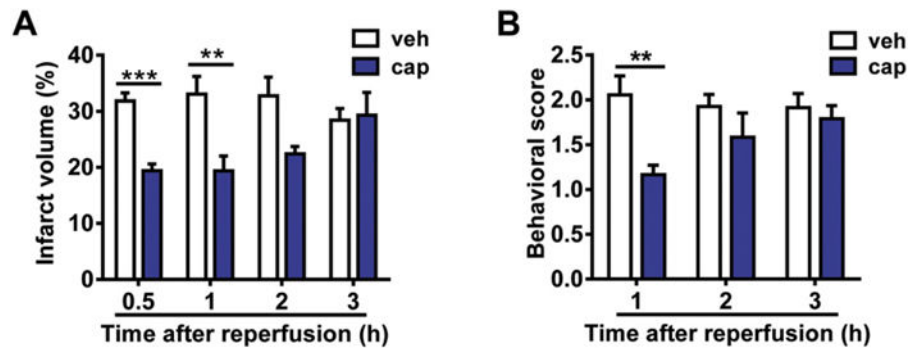 A
veh
cap
Infarct volume (%)
40
30
20
10
0
***
**
0.5 1 2 3
Time after reperfusion (h)
B
veh
cap
Behavioral score
2.5
2.0
1.5
1.0
0.5
0.0
**
1 2 3
Time after reperfusion (h)